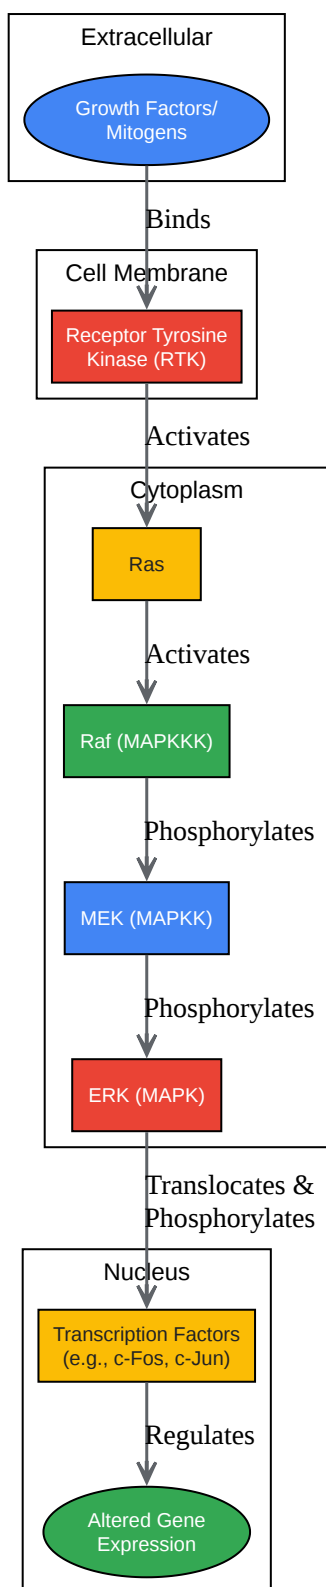 Extracellular
Growth Factors/
Mitogens
Binds
Cell Membrane
Receptor Tyrosine
Kinase (RTK)
Activates
Cytoplasm
Ras
Activates
Raf (MAPKKK)
Phosphorylates
MEK (MAPKK)
Phosphorylates
ERK (MAPK)
Translocates &
Phosphorylates
Nucleus
Transcription Factors
(e.g., c-Fos, c-Jun)
Regulates
Altered Gene
Expression